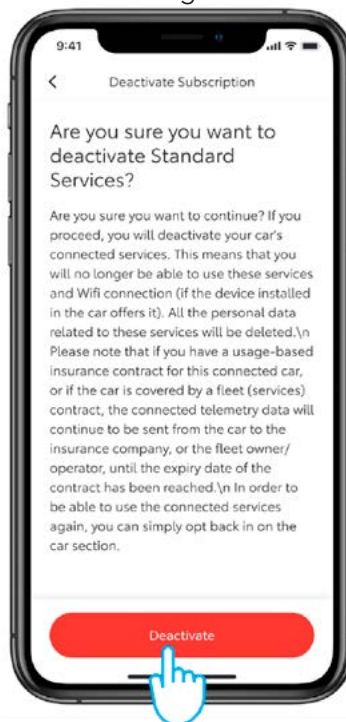 9:41
Deactivate Subscription
Are you sure you want to
deactivate Standard
Services?
Are you sure you want to continue? If you
proceed, you will deactivate your car's
connected services. This means that you
will no longer be able to use these services
and Wifi connection (if the device installed
in the car offers it). All the personal data
related to these services will be deleted.\n
Please note that if you have a usage-based
insurance contract for this connected car,
or if the car is covered by a fleet (services)
contract, the connected telemetry data will
continue to be sent from the car to the
insurance company, or the fleet owner/
operator, until the expiry date of the
contract has been reached.\n In order to
be able to use the connected services
again, you can simply opt back in on the
car section.
Deactivate